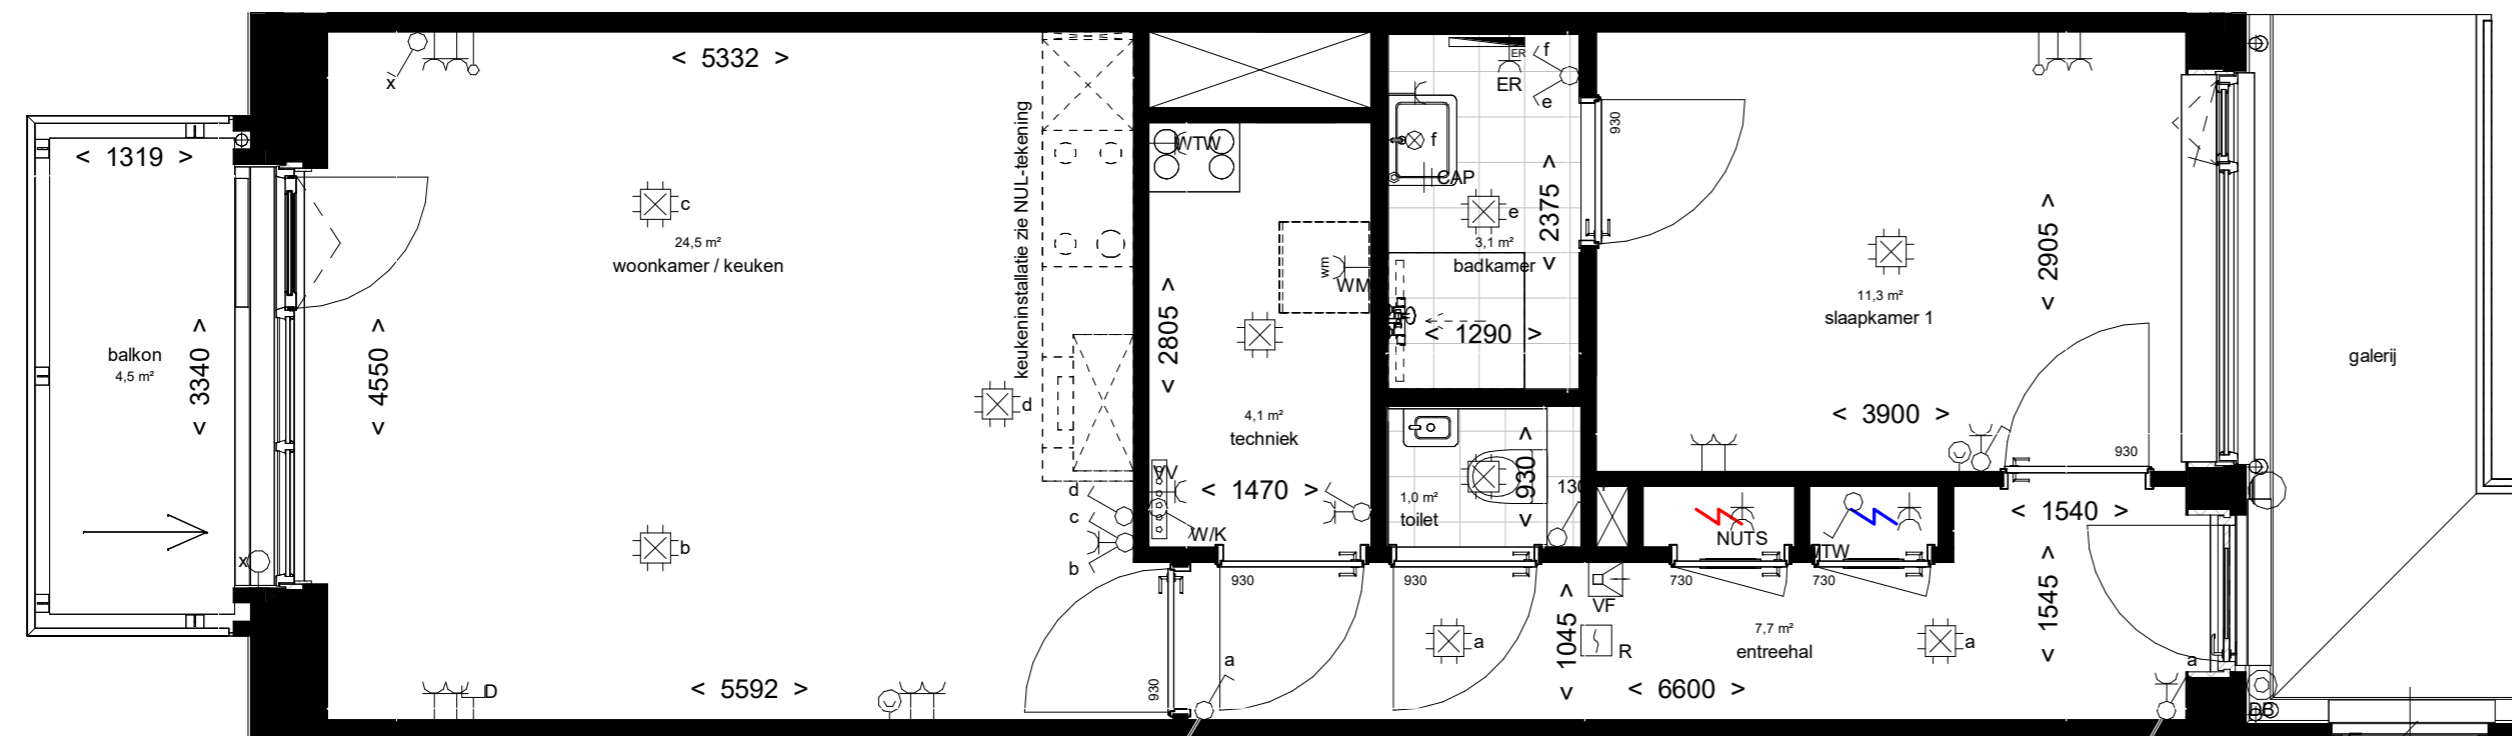 < 5332 >
x
< 1319 >
WTW
keukeninstallatie zie NUL-tekening
c
24,5 m²
woonkamer / keuken
balkon
4,5 m²
< 3340 >
< 4550 >
d
b
x
d
c
b
< 5592 >
D
930
a
< 2805 >
wm
WM
4,1 m²
techniek
< 1470 >
W/K
930
ER
ER
f
e
f
CAP
e
3,1 m²
badkamer
< 2375 >
< 1290 >
1,0 m²
toilet
< 930 >
130
930
a
930
11,3 m²
slaapkamer 1
< 2905 >
< 3900 >
930
NUTS
730
730
VF
R
< 1045 >
7,7 m²
entreehal
< 6600 >
a
< 1540 >
< 1545 >
a
galerij